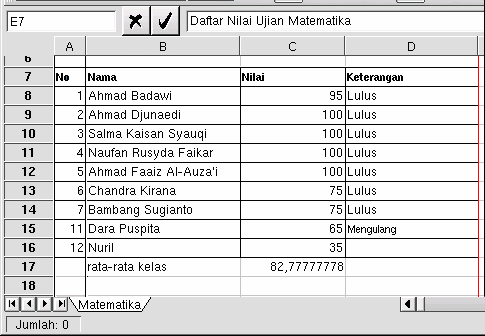 E7 Daftar Nilai Ujian Matematika
A B C D
6
7 No Nama Nilai Keterangan
8 1 Ahmad Badawi 95 Lulus
9 2 Ahmad Djunaedi 100 Lulus
10 3 Salma Kaisan Syauqi 100 Lulus
11 4 Naufan Rusyda Faikar 100 Lulus
12 5 Ahmad Faaiz Al-Auza'i 100 Lulus
13 6 Chandra Kirana 75 Lulus
14 7 Bambang Sugianto 75 Lulus
15 11 Dara Puspita 65 Mengulang
16 12 Nuril 35
17 rata-rata kelas 82,77777778
18
Matematika
Jumlah: 0